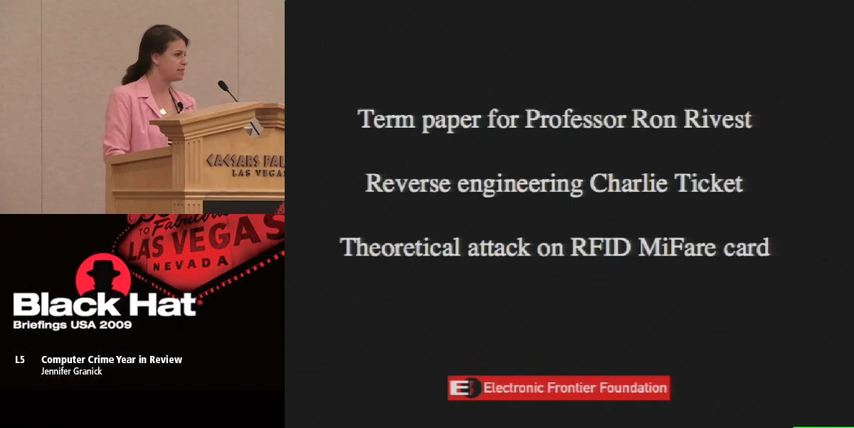 CAESARS PAL
LAS VEGAS
TO Fabulous
LAS VEGAS
NEVADA
Black Hat
Briefings USA 2009
L5 Computer Crime Year in Review
Jennifer Granick
Term paper for Professor Ron Rivest
Reverse engineering Charlie Ticket
Theoretical attack on RFID MiFare card
Electronic Frontier Foundation